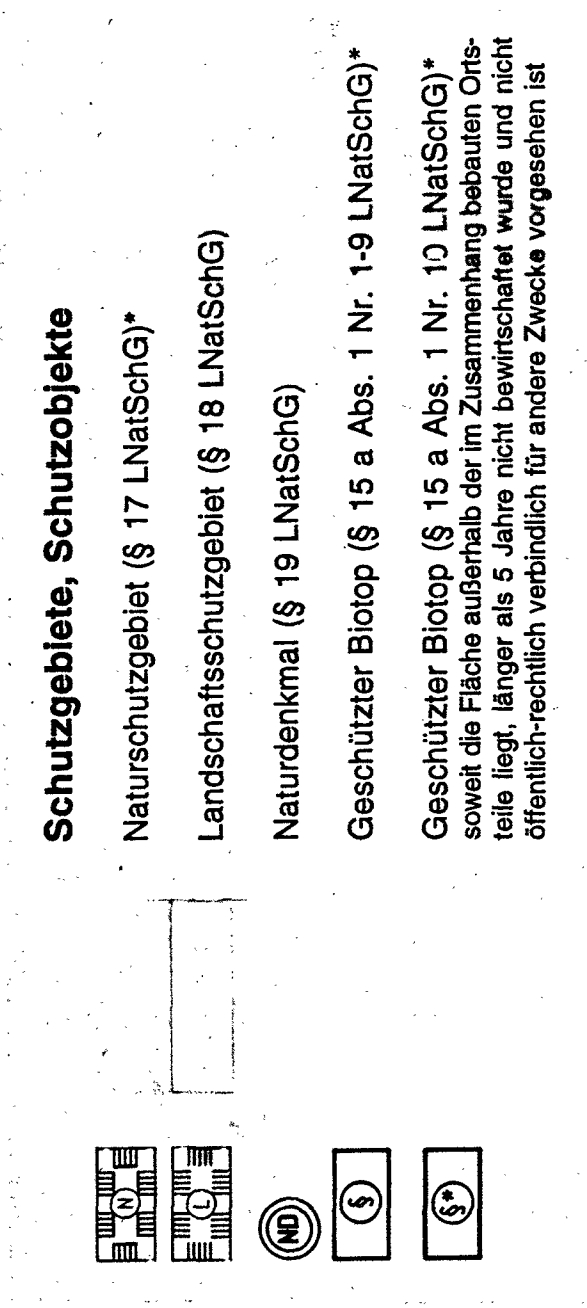 Schutzgebiete, Schutzobjekte
N Naturschutzgebiet (§ 17 LNatSchG)*
L Landschaftsschutzgebiet (§ 18 LNatSchG)
ND Naturdenkmal (§ 19 LNatSchG)
§ Geschützter Biotop (§ 15 a Abs. 1 Nr. 1-9 LNatSchG)*
§* Geschützter Biotop (§ 15 a Abs. 1 Nr. 10 LNatSchG)*
soweit die Fläche außerhalb der im Zusammenhang bebauten Orts-
teile liegt, länger als 5 Jahre nicht bewirtschaftet wurde und nicht
öffentlich-rechtlich verbindlich für andere Zwecke vorgesehen ist